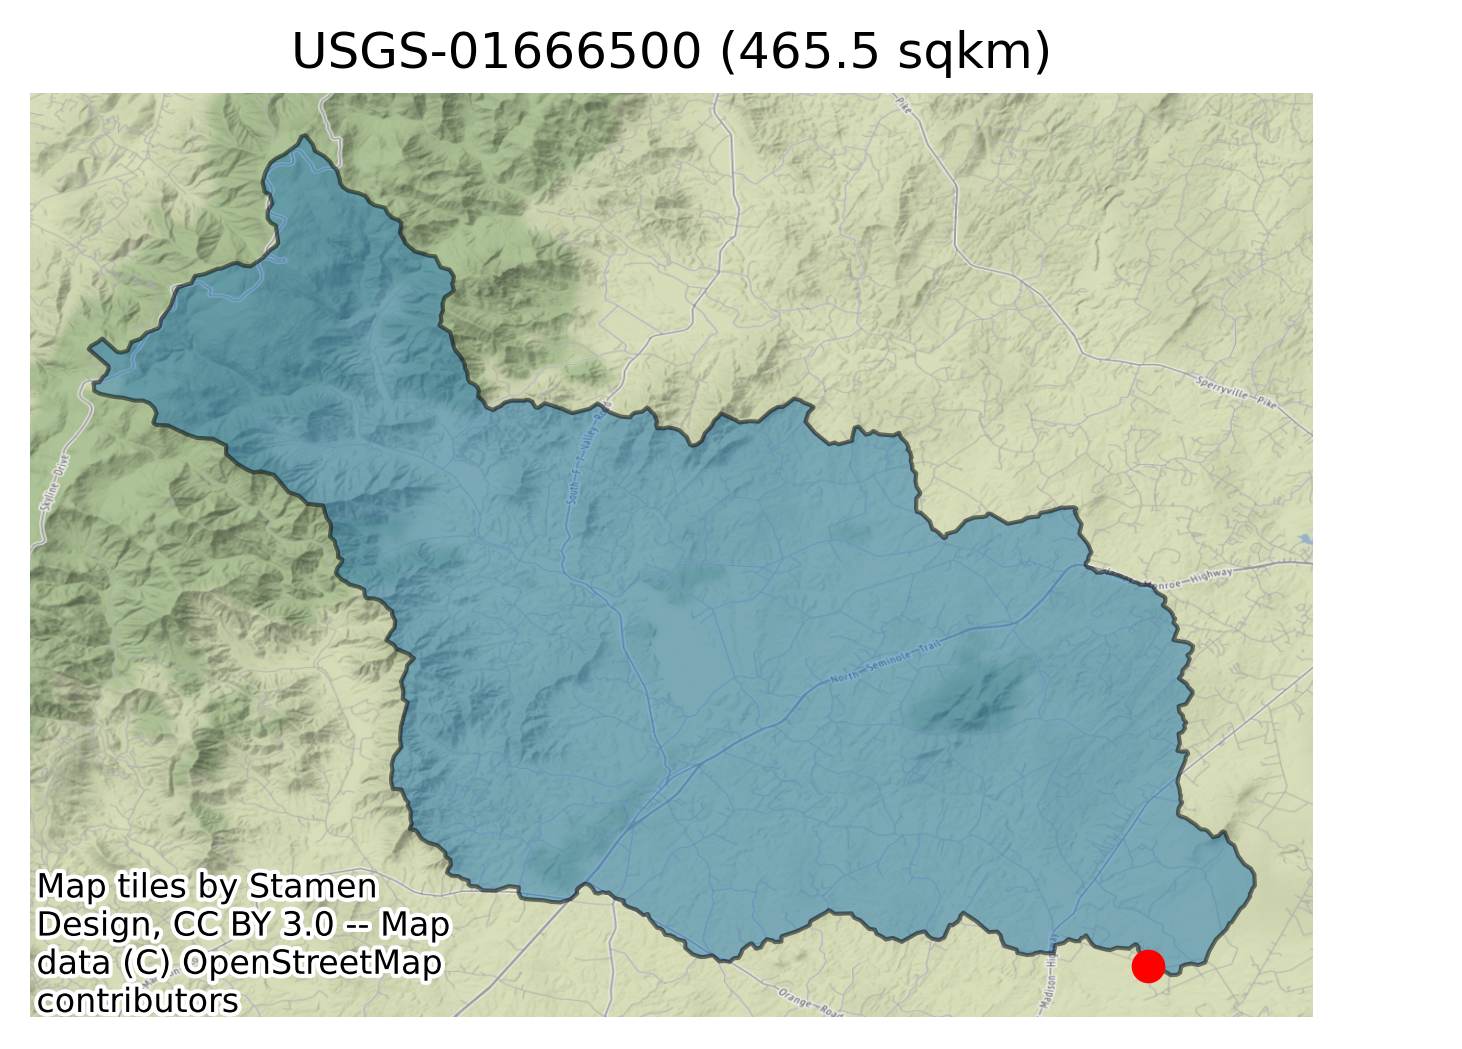 USGS-01666500 (465.5 sqkm)
Pike
Sperryville Pike
Skyline Drive
South F.T. Valley Road
Monroe Highway
North Seminole Trail
Map tiles by Stamen
Design, CC BY 3.0 -- Map
data (C) OpenStreetMap
contributors
Madison Highway
Orange Road